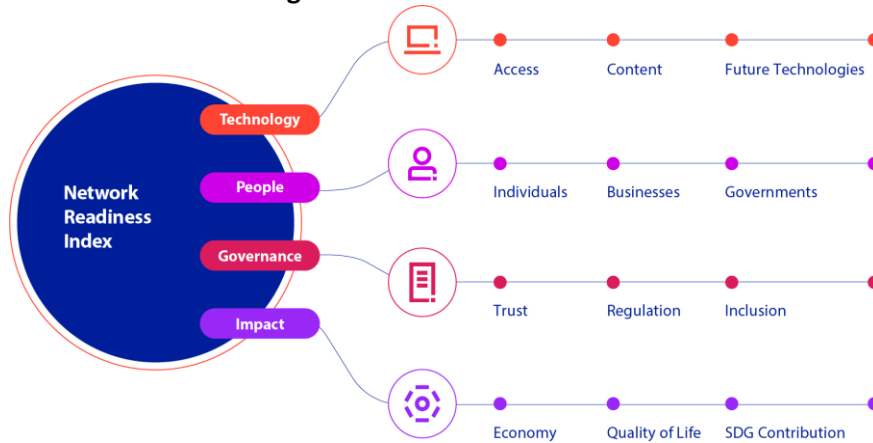 Network
Readiness
Index
Technology
Access
Content
Future Technologies
People
Individuals
Businesses
Governments
Governance
Trust
Regulation
Inclusion
Impact
Economy
Quality of Life
SDG Contribution